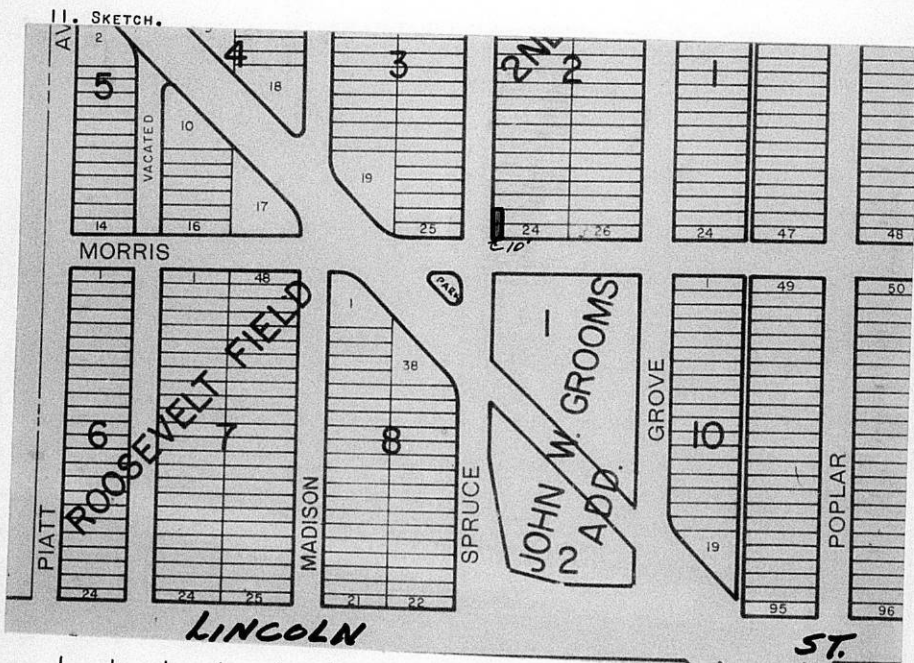 11. SKETCH.
AV
2
5
4
18
3
2ND
2
1
VACATED
10
17
19
14
16
25
24
26
24
47
48
MORRIS
¢ 10'
1
1
48
1
PARK
38
1
1
49
50
ROOSEVELT FIELD
6
7
8
JOHN W. GROOMS
ADD.
2
10
19
PIATT
MADISON
SPRUCE
GROVE
POPLAR
24
24
25
21
22
95
96
LINCOLN
ST.